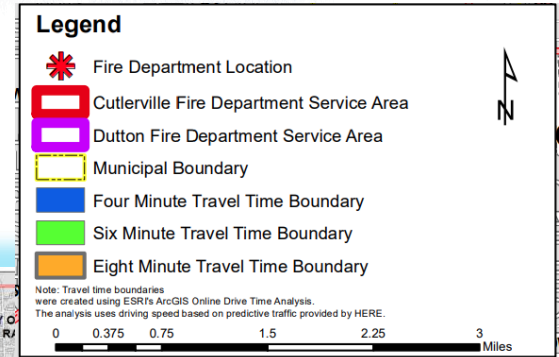 Legend
Fire Department Location
N
Cutlerville Fire Department Service Area
Dutton Fire Department Service Area
Municipal Boundary
Four Minute Travel Time Boundary
Six Minute Travel Time Boundary
Eight Minute Travel Time Boundary
Note: Travel time boundaries
were created using ESRI's ArcGIS Online Drive Time Analysis.
The analysis uses driving speed based on predictive traffic provided by HERE.
0 0.375 0.75 1.5 2.25 3
Miles